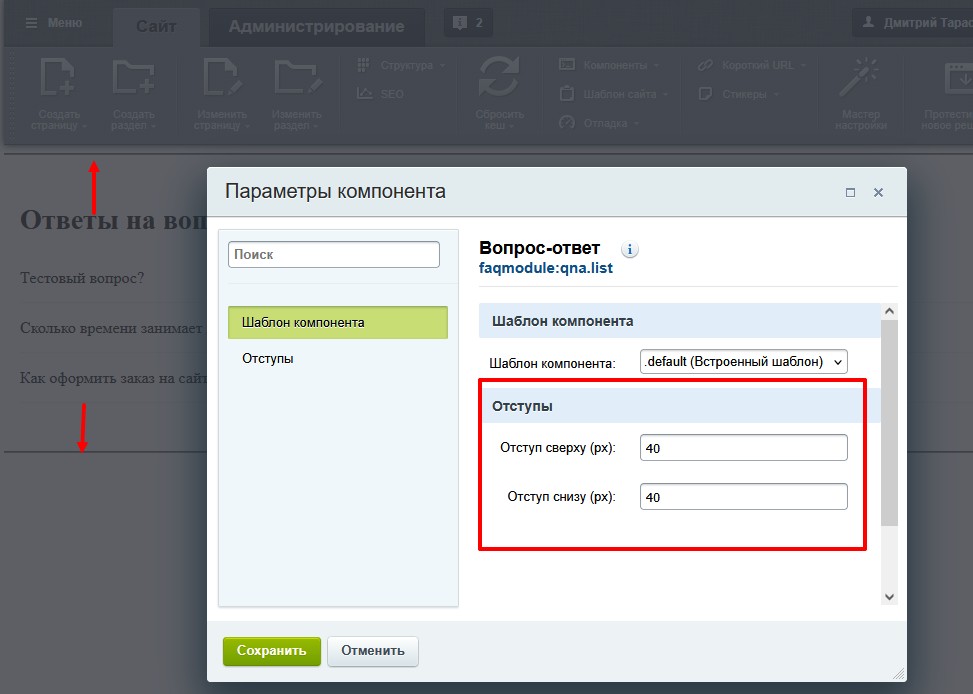 Меню
Сайт
Администрирование
2
Дмитрий Тарас
Создать
страницу
Создать
раздел
Изменить
страницу
Изменить
раздел
Структура
SEO
Сбросить
кеш
Компоненты
Шаблон сайта
Отладка
Короткий URL
Стикеры
Мастер
настройки
Протести
новое ре
Параметры компонента
Ответы на воп
Тестовый вопрос?
Сколько времени занимает
Как оформить заказ на сайт
Поиск
Шаблон компонента
Отступы
Вопрос-ответ
faqmodule:qna.list
Шаблон компонента
Шаблон компонента: .default (Встроенный шаблон)
Отступы
Отступ сверху (px): 40
Отступ снизу (px): 40
Сохранить
Отменить